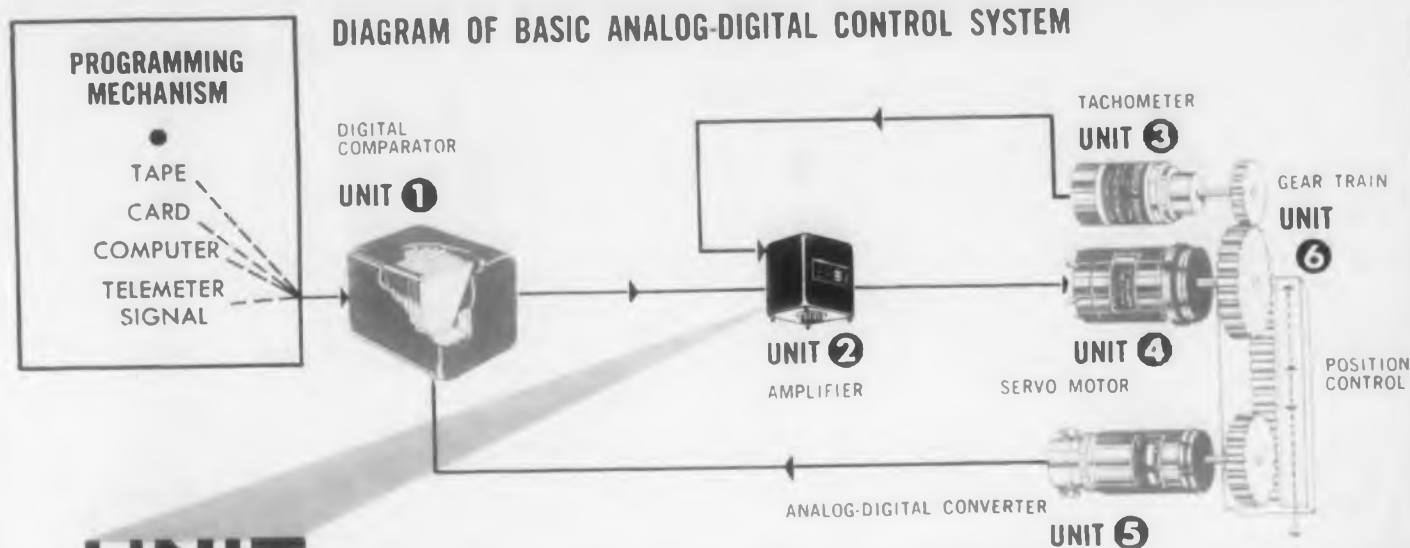 DIAGRAM OF BASIC ANALOG-DIGITAL CONTROL SYSTEM
PROGRAMMING
MECHANISM
TAPE
CARD
COMPUTER
TELEMETER
SIGNAL
DIGITAL
COMPARATOR
UNIT 1
TACHOMETER
UNIT 3
GEAR TRAIN
UNIT
6
UNIT 2
AMPLIFIER
UNIT 4
SERVO MOTOR
POSITION
CONTROL
ANALOG-DIGITAL CONVERTER
UNIT 5
UNIT